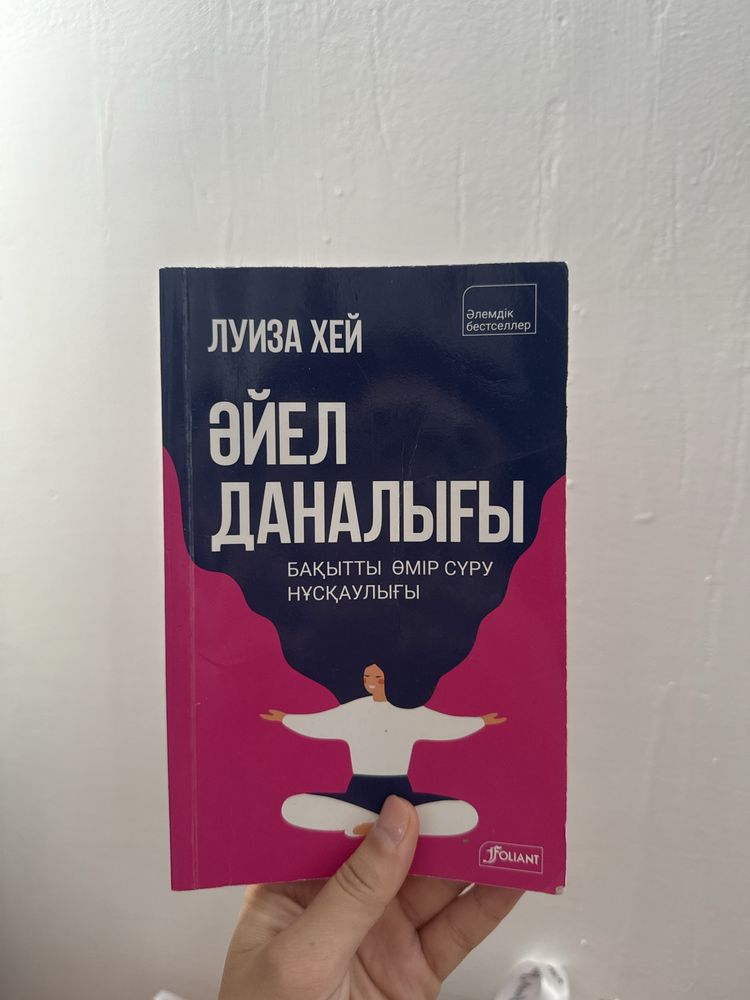 ЛУИЗА ХЕЙ
Әлемдік
бестселлер
ӘЙЕЛ
ДАНАЛЫҒЫ
БАҚЫТТЫ ӨМІР СҮРУ
НҰСҚАУЛЫҒЫ
FOLIANT